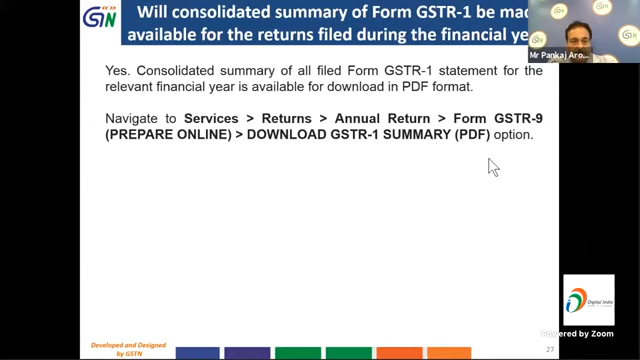 Will consolidated summary of Form GSTR-1 be mad
available for the returns filed during the financial ye
GSTN
Mr Pankaj Aro...
Yes. Consolidated summary of all filed Form GSTR-1 statement for the
relevant financial year is available for download in PDF format.
Navigate to Services > Returns > Annual Return > Form GSTR-9
(PREPARE ONLINE) > DOWNLOAD GSTR-1 SUMMARY (PDF) option.
Digital India
Powered by Zoom
Developed and Designed
by GSTN
27